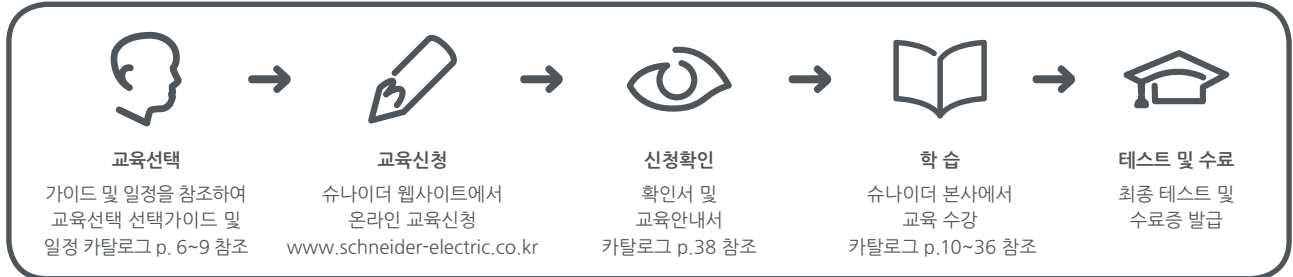 교육선택
가이드 및 일정을 참조하여
교육선택 선택가이드 및
일정 카탈로그 p. 6~9 참조
교육신청
슈나이더 웹사이트에서
온라인 교육신청
www.schneider-electric.co.kr
신청확인
확인서 및
교육안내서
카탈로그 p.38 참조
학 습
슈나이더 본사에서
교육 수강
카탈로그 p.10~36 참조
테스트 및 수료
최종 테스트 및
수료증 발급